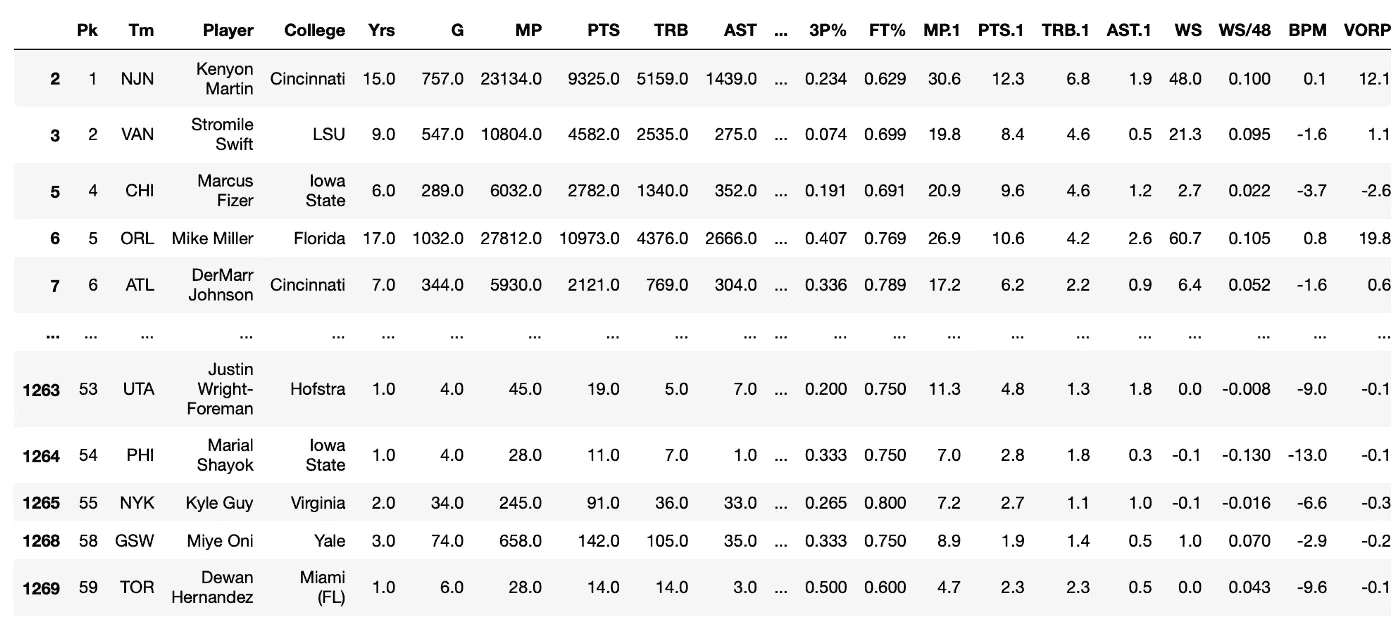 Pk Tm Player College Yrs G MP PTS TRB AST ... 3P% FT% MP.1 PTS.1 TRB.1 AST.1 WS WS/48 BPM VORP
2 1 NJN Kenyon Martin Cincinnati 15.0 757.0 23134.0 9325.0 5159.0 1439.0 ... 0.234 0.629 30.6 12.3 6.8 1.9 48.0 0.100 0.1 12.1
3 2 VAN Stromile Swift LSU 9.0 547.0 10804.0 4582.0 2535.0 275.0 ... 0.074 0.699 19.8 8.4 4.6 0.5 21.3 0.095 -1.6 1.1
5 4 CHI Marcus Fizer Iowa State 6.0 289.0 6032.0 2782.0 1340.0 352.0 ... 0.191 0.691 20.9 9.6 4.6 1.2 2.7 0.022 -3.7 -2.6
6 5 ORL Mike Miller Florida 17.0 1032.0 27812.0 10973.0 4376.0 2666.0 ... 0.407 0.769 26.9 10.6 4.2 2.6 60.7 0.105 0.8 19.8
7 6 ATL DerMarr Johnson Cincinnati 7.0 344.0 5930.0 2121.0 769.0 304.0 ... 0.336 0.789 17.2 6.2 2.2 0.9 6.4 0.052 -1.6 0.6
... ... ... ... ... ... ... ... ... ... ... ... ... ... ... ... ... ... ... ... ... ...
1263 53 UTA Justin Wright-Foreman Hofstra 1.0 4.0 45.0 19.0 5.0 7.0 ... 0.200 0.750 11.3 4.8 1.3 1.8 0.0 -0.008 -9.0 -0.1
1264 54 PHI Marial Shayok Iowa State 1.0 4.0 28.0 11.0 7.0 1.0 ... 0.333 0.750 7.0 2.8 1.8 0.3 -0.1 -0.130 -13.0 -0.1
1265 55 NYK Kyle Guy Virginia 2.0 34.0 245.0 91.0 36.0 33.0 ... 0.265 0.800 7.2 2.7 1.1 1.0 -0.1 -0.016 -6.6 -0.3
1268 58 GSW Miye Oni Yale 3.0 74.0 658.0 142.0 105.0 35.0 ... 0.333 0.750 8.9 1.9 1.4 0.5 1.0 0.070 -2.9 -0.2
1269 59 TOR Dewan Hernandez Miami (FL) 1.0 6.0 28.0 14.0 14.0 3.0 ... 0.500 0.600 4.7 2.3 2.3 0.5 0.0 0.043 -9.6 -0.1